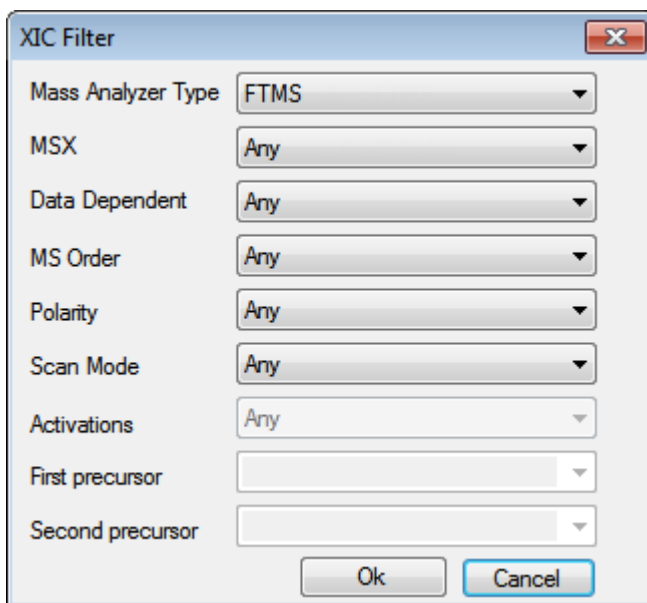 XIC Filter
Mass Analyzer Type FTMS
MSX Any
Data Dependent Any
MS Order Any
Polarity Any
Scan Mode Any
Activations Any
First precursor
Second precursor
Ok Cancel